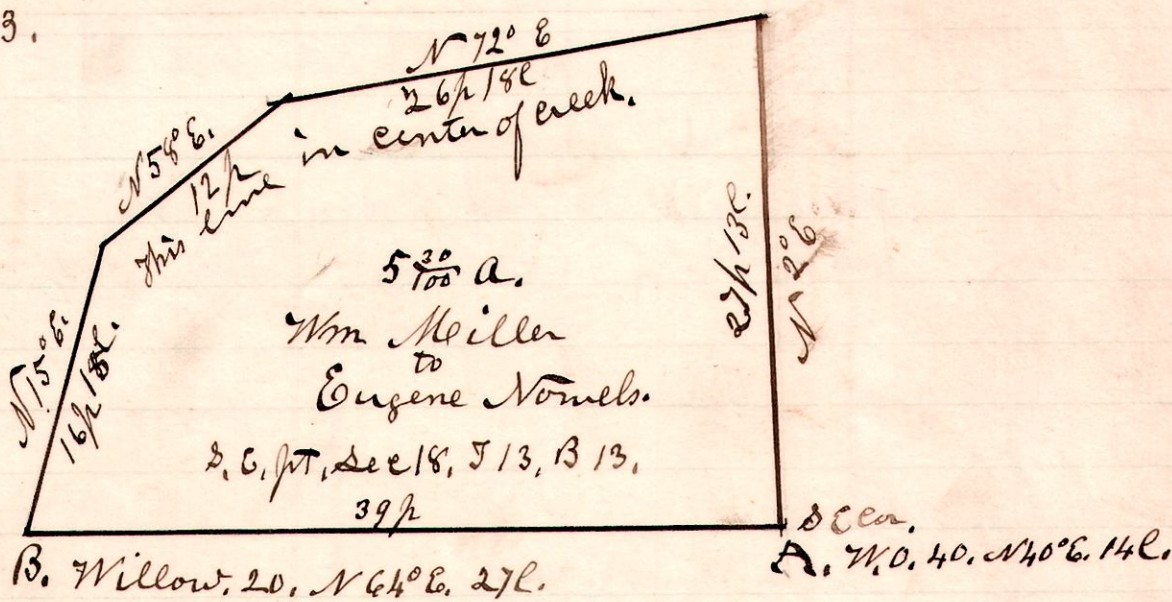 3.
N 72° E
26p 18l
N 58° E.
12p
This line in center of creek.
N 15° E.
16p 18l.
27p 13l.
N 2° E.
5 30/100 A.
Wm Miller
to
Eugene Nowels.
S. E. pt. Sec 18, T 13, R 13.
39p
S E Cor.
B. Willow. 20. N 64° E. 27l.
A. W.O. 40. N40°E. 14l.